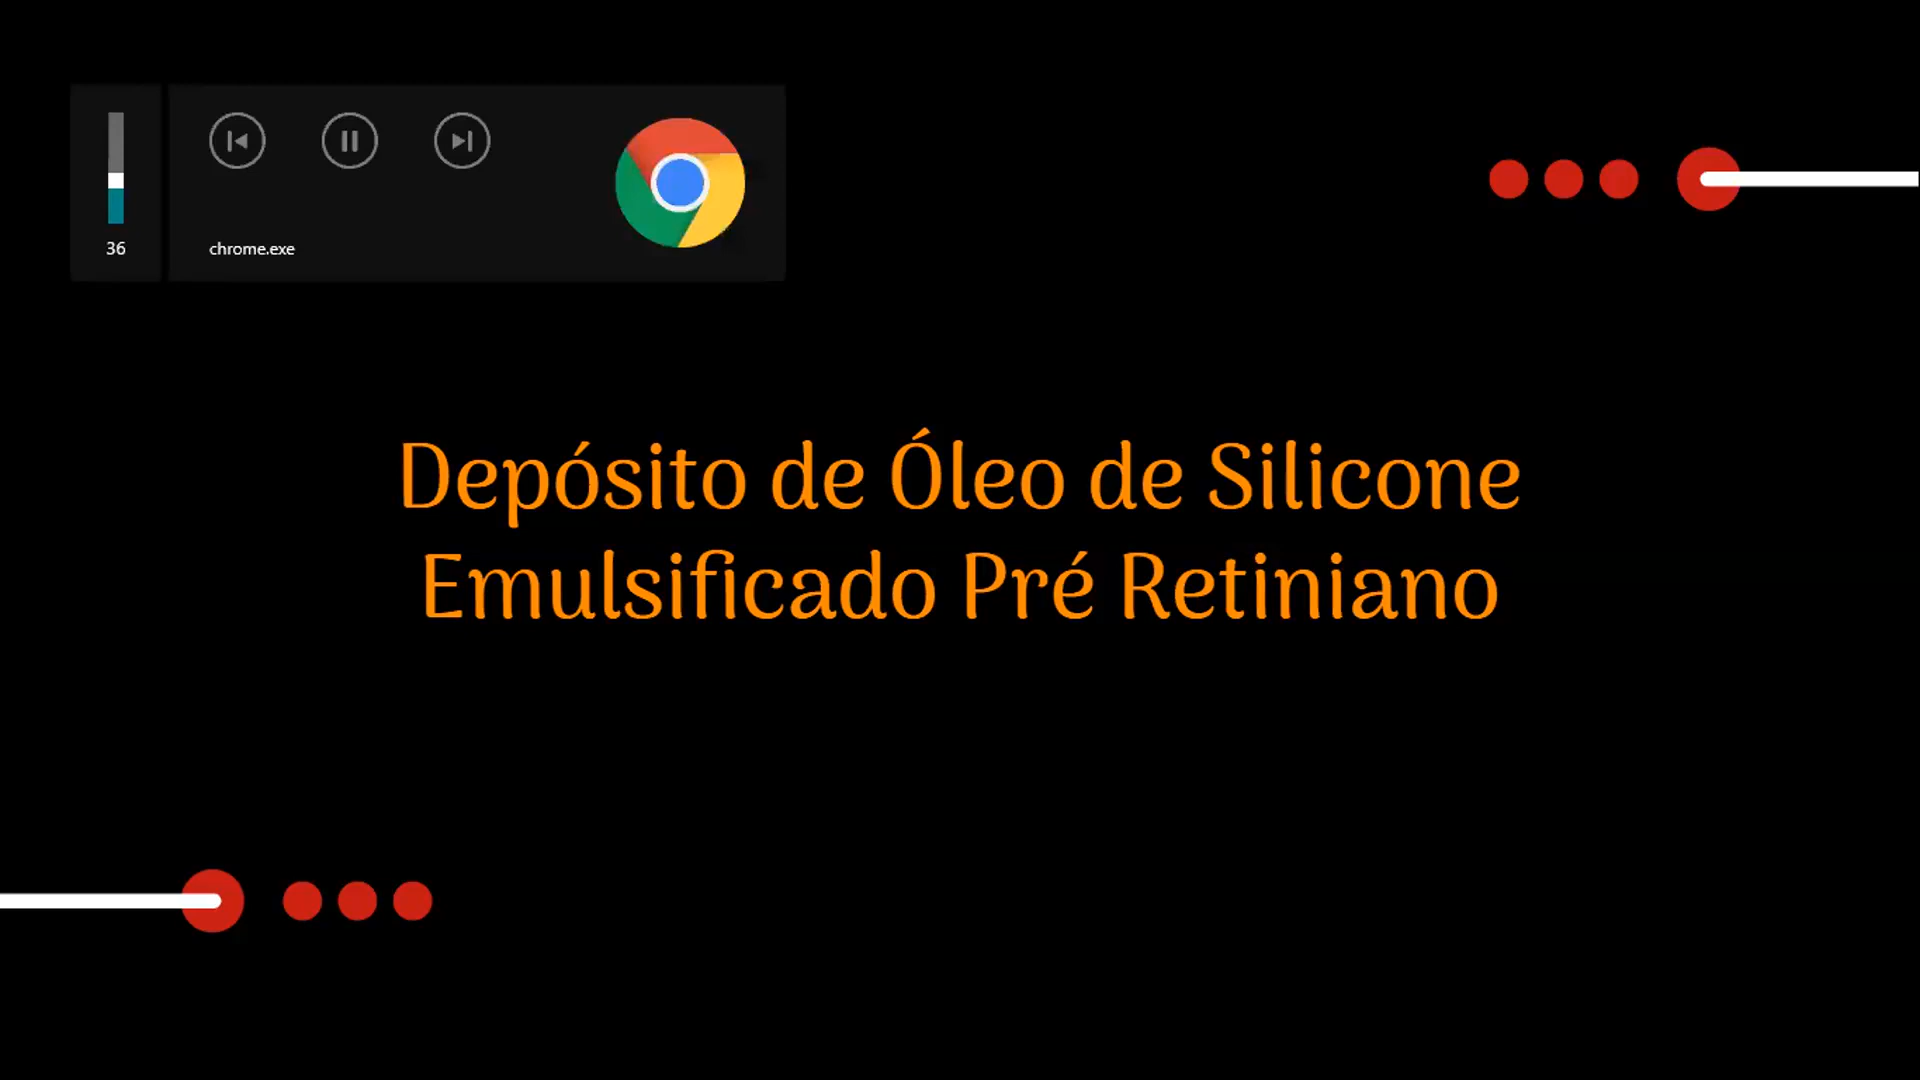 36
chrome.exe
Depósito de Óleo de Silicone
Emulsificado Pré Retiniano